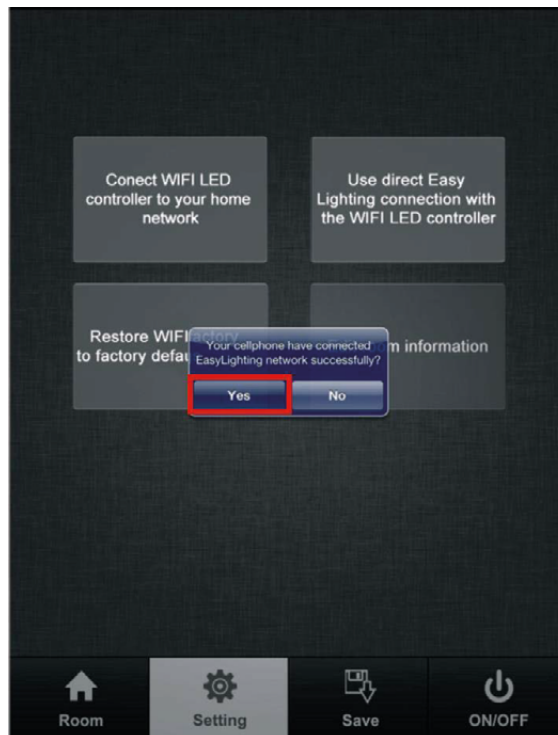 Conect WIFI LED
controller to your home
network
Use direct Easy
Lighting connection with
the WIFI LED controller
Restore WIFI factory
to factory defau
m information
Your cellphone have connected
EasyLighting network successfully?
Yes
No
Room
Setting
Save
ON/OFF